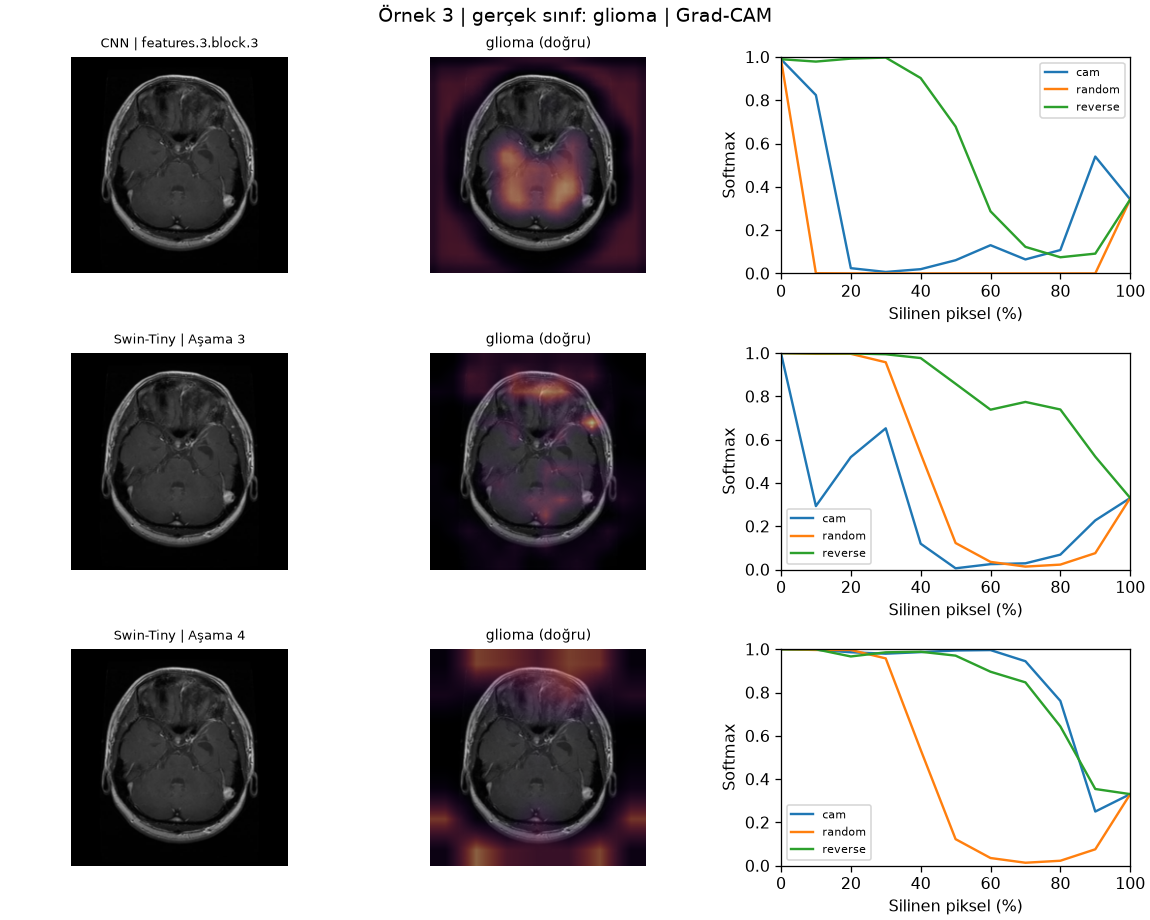 Örnek 3 | gerçek sınıf: glioma | Grad-CAM
CNN | features.3.block.3
glioma (doğru)
1.0
0.8
0.6
0.4
0.2
0.0
Softmax
cam
random
reverse
0 20 40 60 80 100
Silinen piksel (%)
Swin-Tiny | Aşama 3
glioma (doğru)
1.0
0.8
0.6
0.4
0.2
0.0
Softmax
cam
random
reverse
0 20 40 60 80 100
Silinen piksel (%)
Swin-Tiny | Aşama 4
glioma (doğru)
1.0
0.8
0.6
0.4
0.2
0.0
Softmax
cam
random
reverse
0 20 40 60 80 100
Silinen piksel (%)